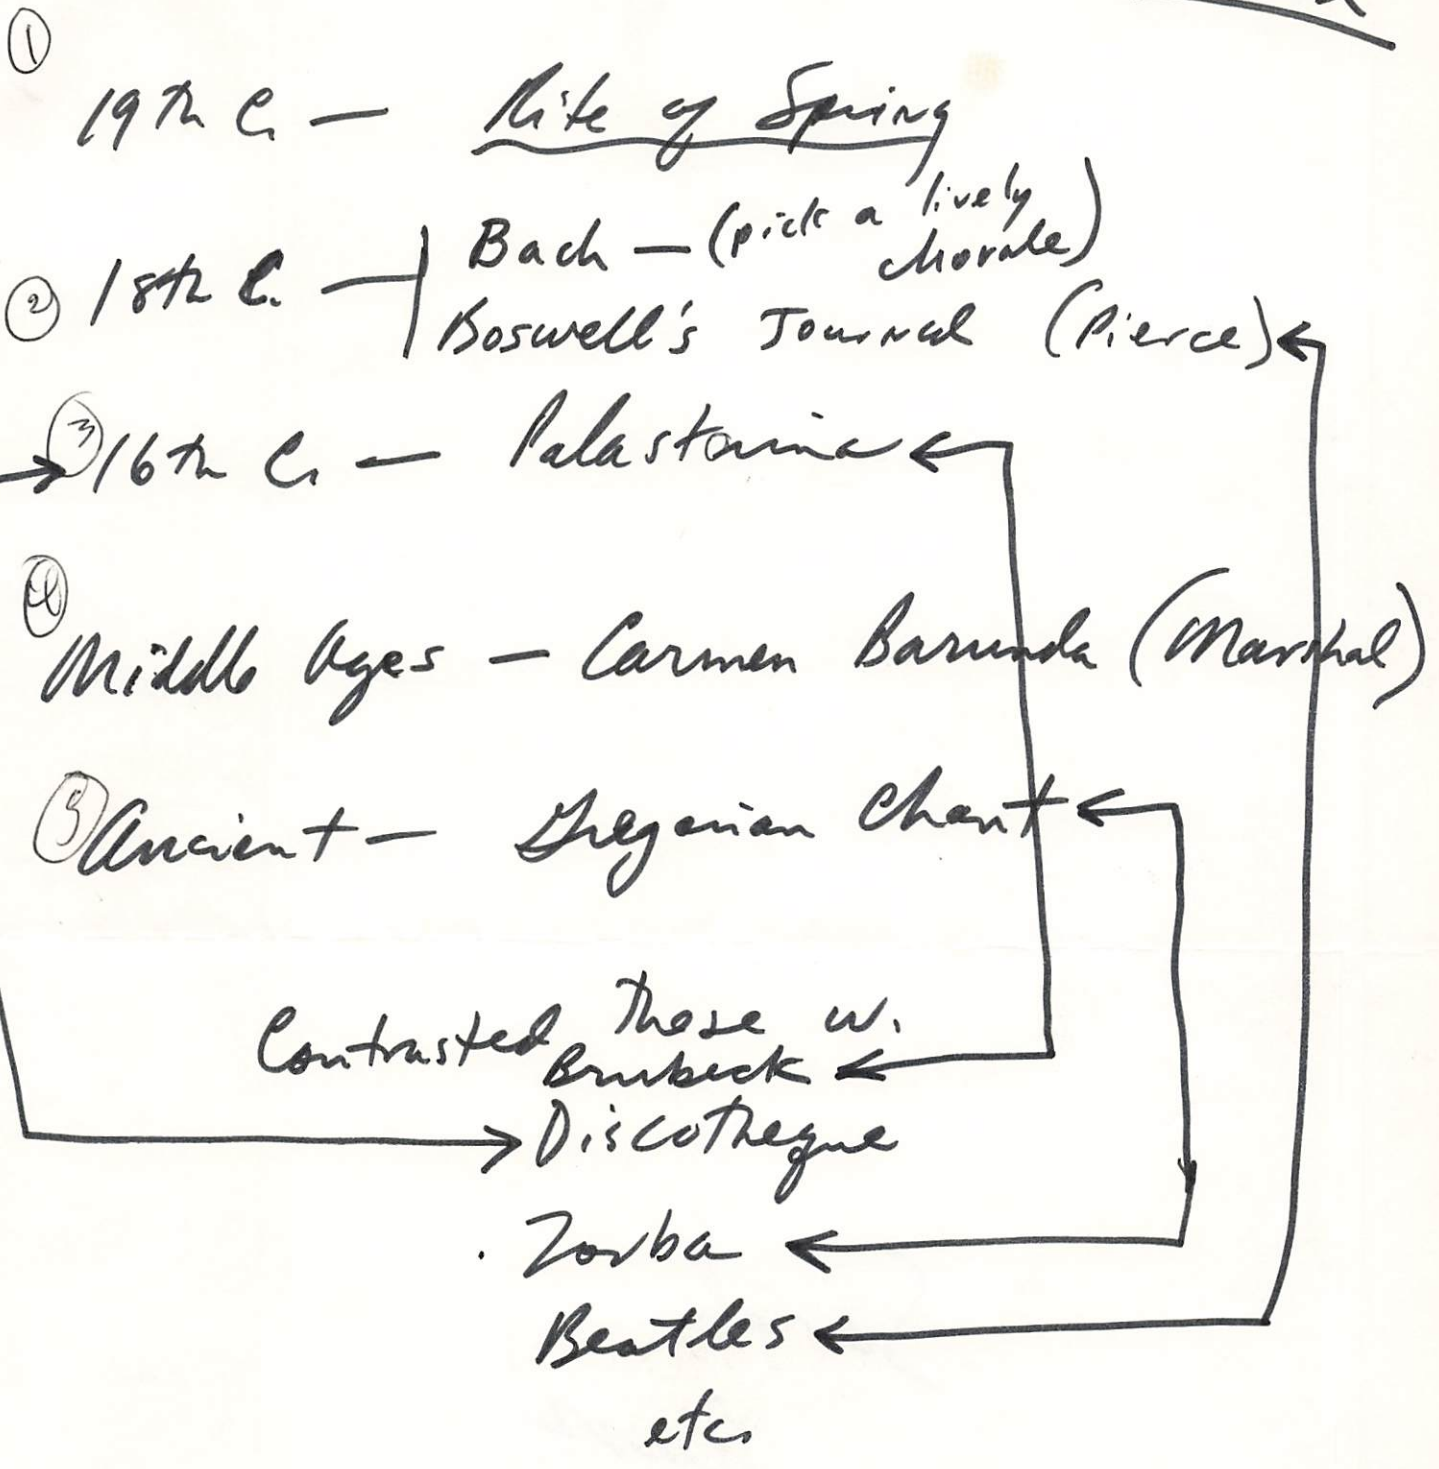 ①
19th C. — Rite of Spring
② 18th C. — Bach — (pick a lively chorale)
Boswell's Journal (Pierce)
③ 16th C. — Palastrina
④
Middle Ages — Carmen Barunda (Marshal)
⑤ Ancient — Gregorian Chant
Contrasted These w.
Brubeck
Discotheque
Zorba
Beatles
etc.